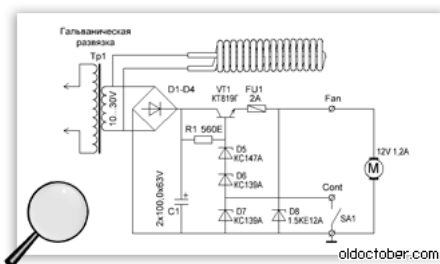 Гальваническая
развязка
Тр1
10...30V
D1-D4
VT1
КТ819Г
FU1
2A
Fan
R1 560E
D5
КС147А
D6
КС139А
D7
КС139А
D8
1.5KE12A
2x100,0x63V
C1
+
12V 1,2A
M
Cont
SA1
oldoctober.com